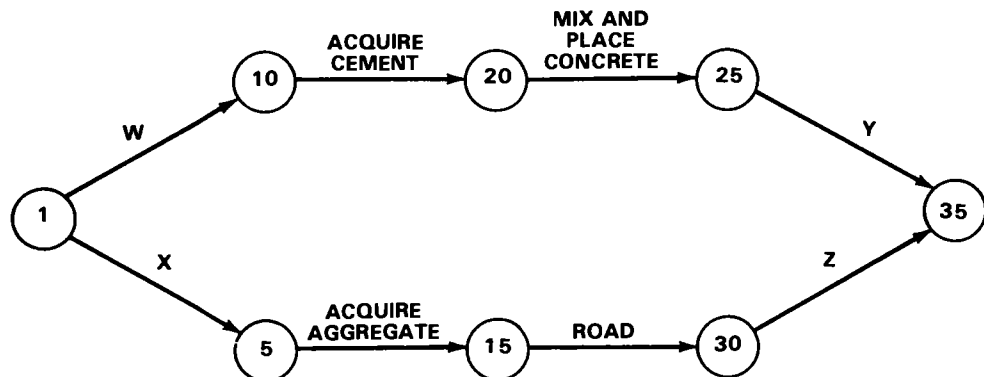 MIX AND
PLACE
CONCRETE
ACQUIRE
CEMENT
10
20
25
W
Y
1
35
X
Z
ACQUIRE
AGGREGATE
ROAD
5
15
30